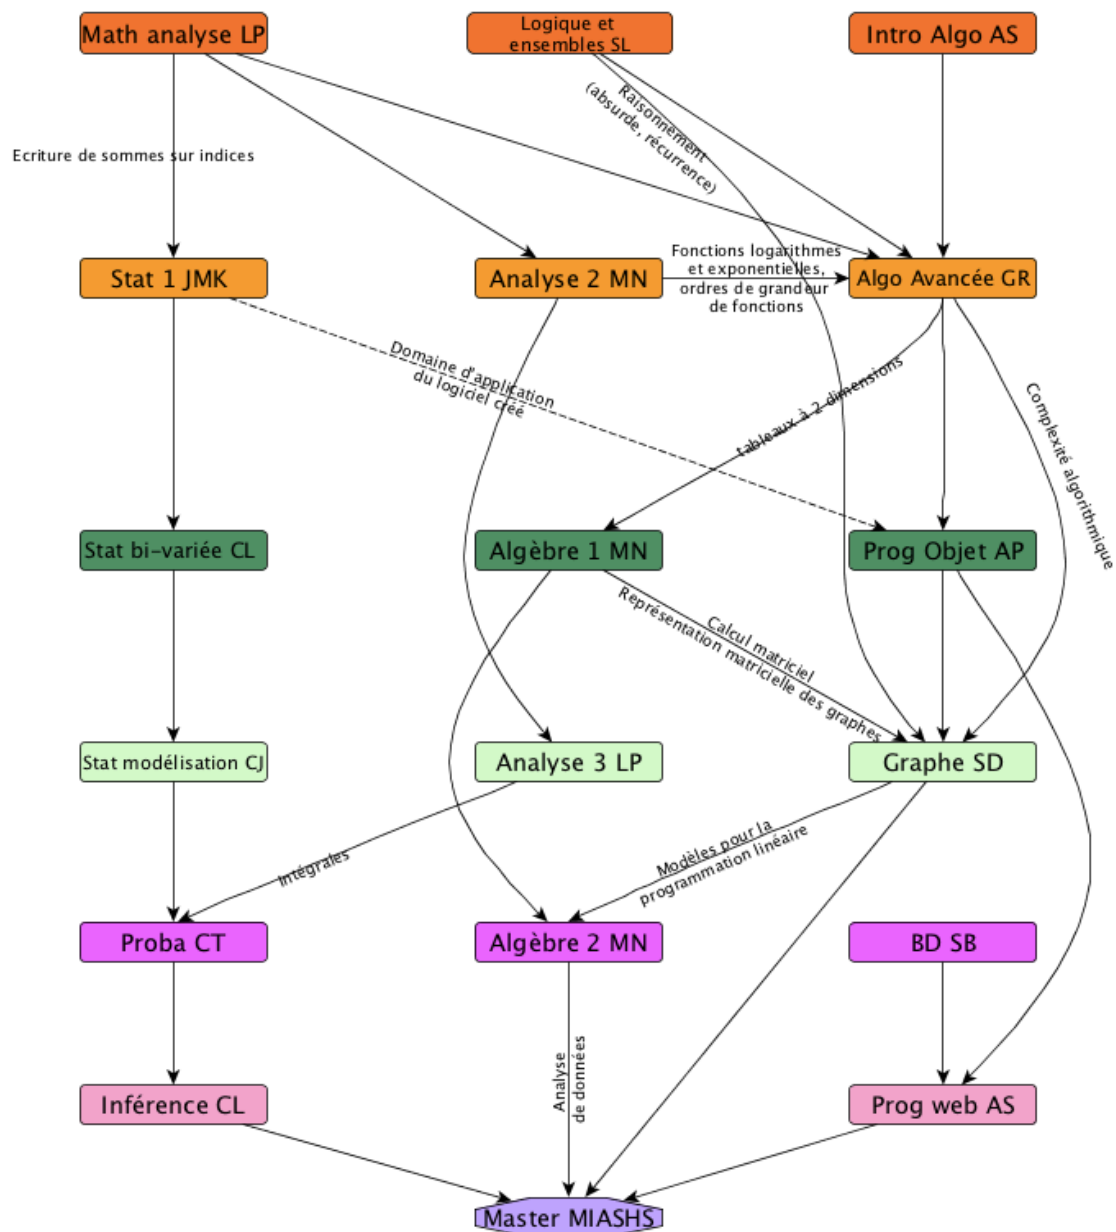 Math analyse LP
Logique et
ensembles SL
Intro Algo AS
Raisonnement
(absurde, récurrence)
Ecriture de sommes sur indices
Stat 1 JMK
Analyse 2 MN
Fonctions logarithmes
et exponentielles,
ordres de grandeur
de fonctions
Algo Avancée GR
Domaine d'application
du logiciel créé
tableaux à 2 dimensions
Complexité algorithmique
Stat bi-variée CL
Algèbre 1 MN
Prog Objet AP
Calcul matriciel
Représentation matricielle des graphes
Stat modélisation CJ
Analyse 3 LP
Graphe SD
Intégrales
Modèles pour la
programmation linéaire
Proba CT
Algèbre 2 MN
BD SB
Analyse
de données
Inférence CL
Prog web AS
Master MIASHS